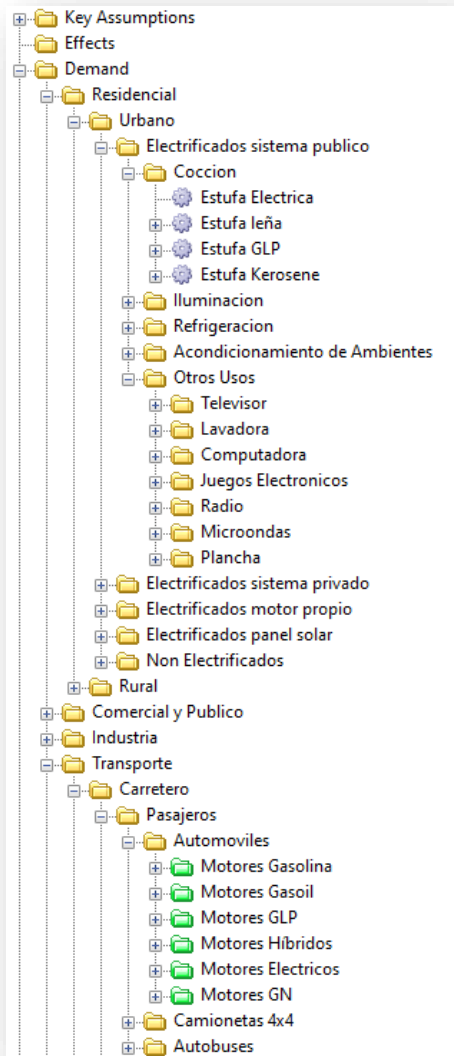 Key Assumptions
Effects
Demand
Residencial
Urbano
Electrificados sistema publico
Coccion
Estufa Electrica
Estufa leña
Estufa GLP
Estufa Kerosene
Iluminacion
Refrigeracion
Acondicionamiento de Ambientes
Otros Usos
Televisor
Lavadora
Computadora
Juegos Electronicos
Radio
Microondas
Plancha
Electrificados sistema privado
Electrificados motor propio
Electrificados panel solar
Non Electrificados
Rural
Comercial y Publico
Industria
Transporte
Carretero
Pasajeros
Automoviles
Motores Gasolina
Motores Gasoil
Motores GLP
Motores Híbridos
Motores Electricos
Motores GN
Camionetas 4x4
Autobuses